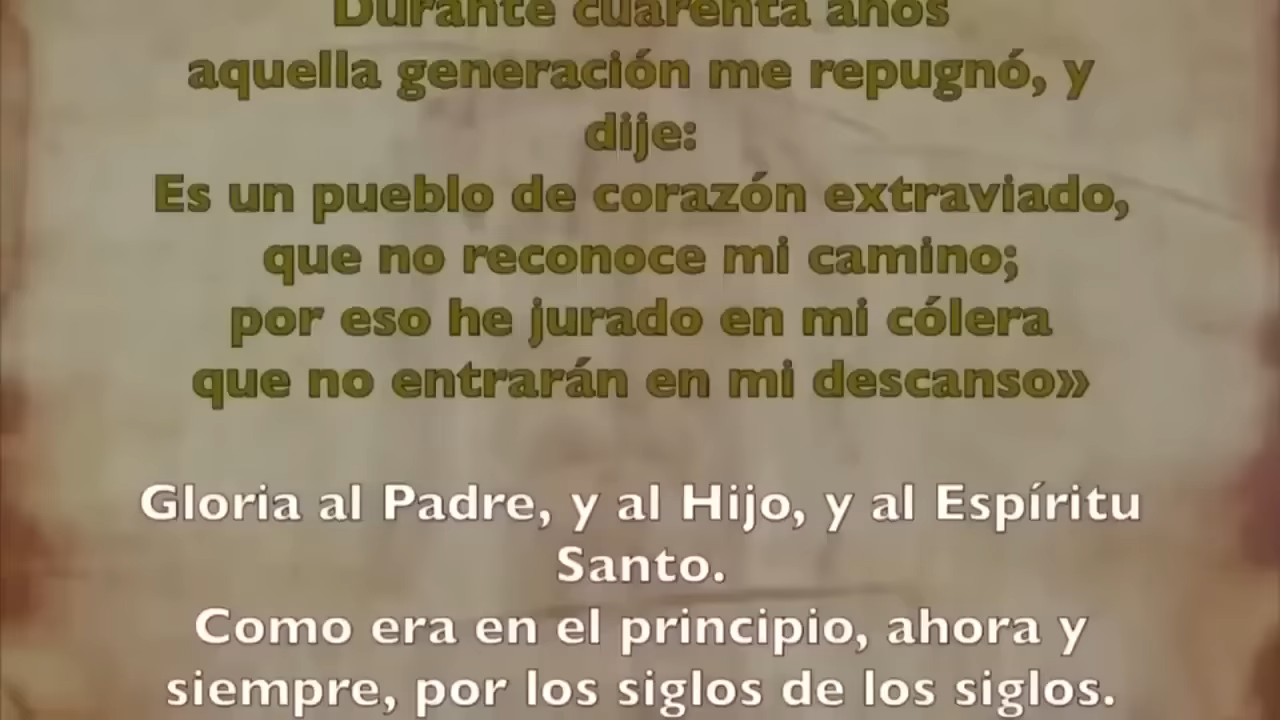 Durante cuarenta años
aquella generación me repugnó, y
dije:
Es un pueblo de corazón extraviado,
que no reconoce mi camino;
por eso he jurado en mi cólera
que no entrarán en mi descanso»
Gloria al Padre, y al Hijo, y al Espíritu
Santo.
Como era en el principio, ahora y
siempre, por los siglos de los siglos.